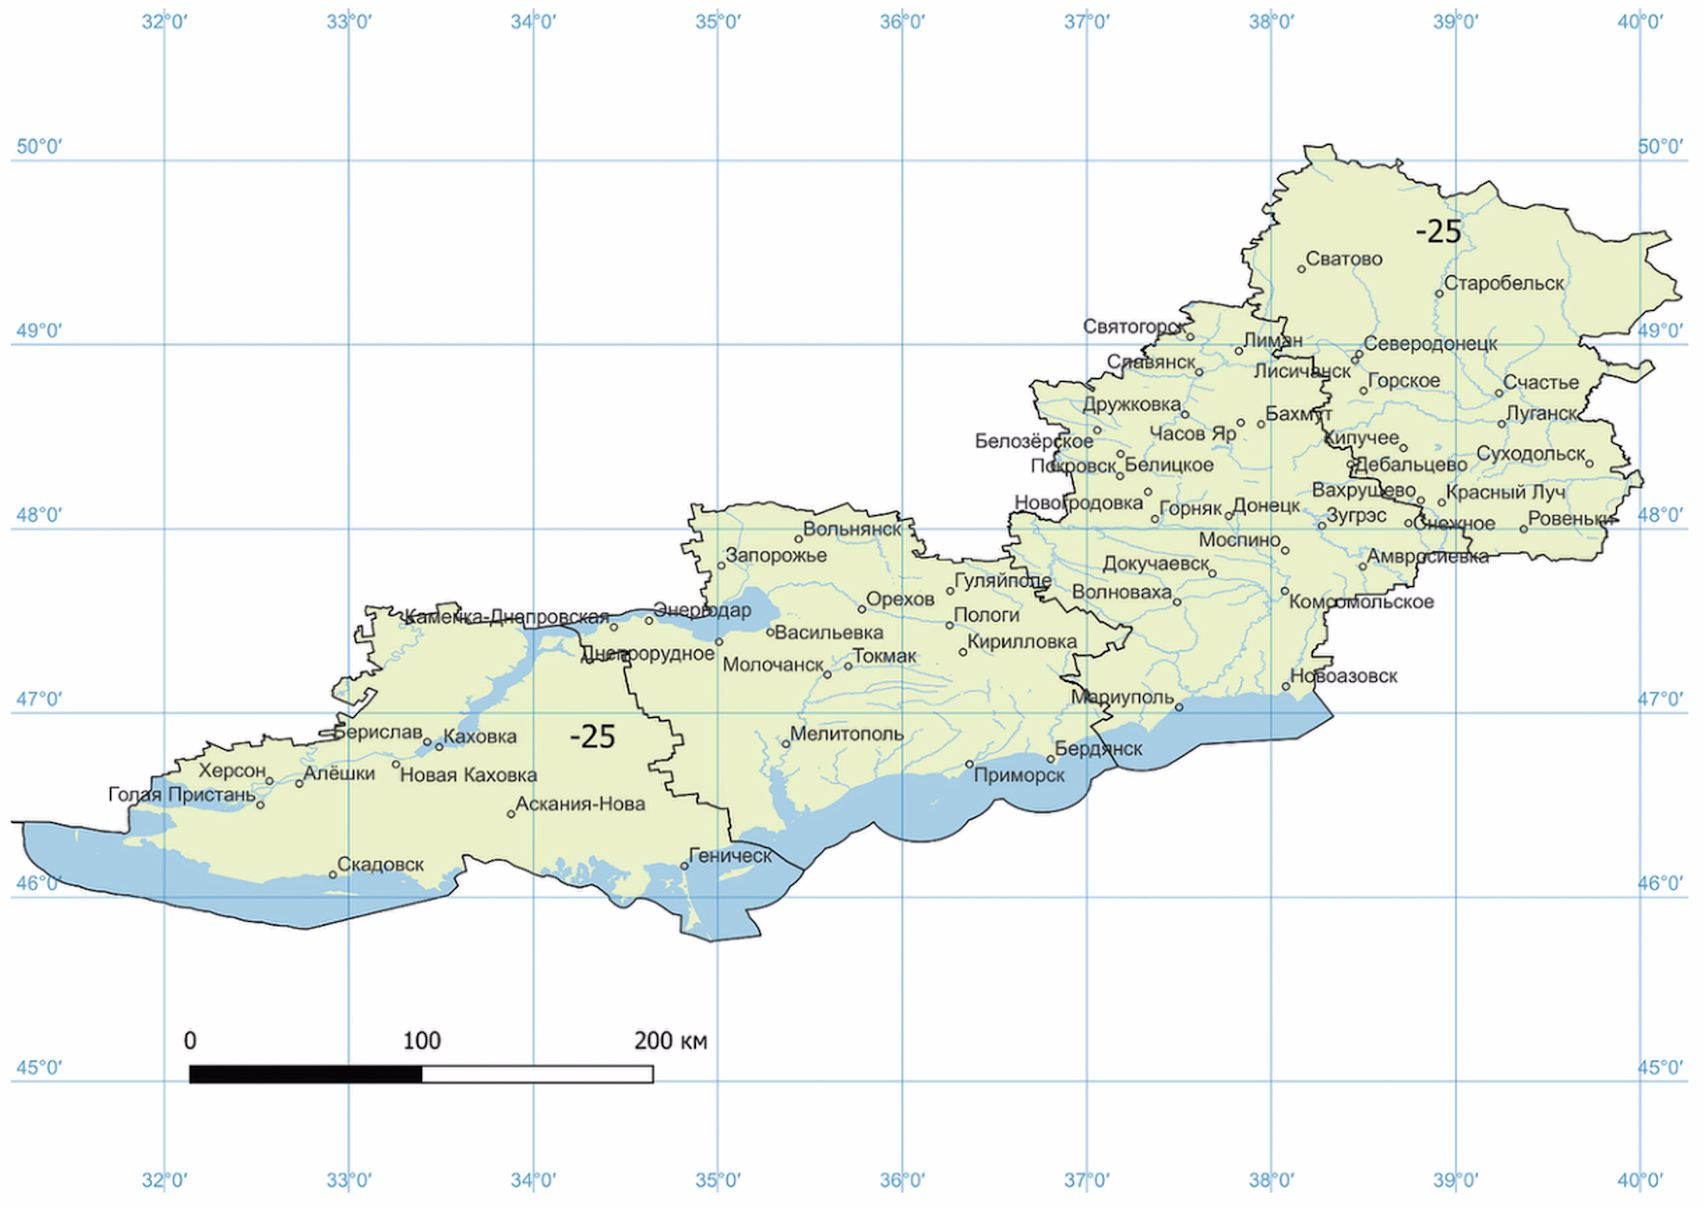 32°0′ 33°0′ 34°0′ 35°0′ 36°0′ 37°0′ 38°0′ 39°0′ 40°0′
50°0′ 50°0′
-25
Сватово
Старобельск
49°0′ 49°0′
Святогорск
Лиман
Северодонецк
Славянск
Лисичанск
Горское
Счастье
Дружковка
Бахмут
Луганск
Часов Яр
Белозёрское
Кипучее
Суходольск
Покровск
Белицкое
Дебальцево
Вахрушево
Красный Луч
Новогродовка
Горняк
Донецк
Зугрэс
Снежное
Ровеньки
48°0′ 48°0′
Вольнянск
Моспино
Запорожье
Амвросиевка
Докучаевск
Гуляйполе
Волноваха
Орехов
Комсомольское
Каменка-Днепровская
Энергодар
Пологи
Васильевка
Кирилловка
Днепрорудное
Молочанск
Токмак
Новоазовск
47°0′ 47°0′
Мариуполь
Берислав
Каховка
-25
Мелитополь
Бердянск
Херсон
Алёшки
Новая Каховка
Приморск
Голая Пристань
Аскания-Нова
Скадовск
Геническ
46°0′ 46°0′
0 100 200 км
45°0′ 45°0′
32°0′ 33°0′ 34°0′ 35°0′ 36°0′ 37°0′ 38°0′ 39°0′ 40°0′